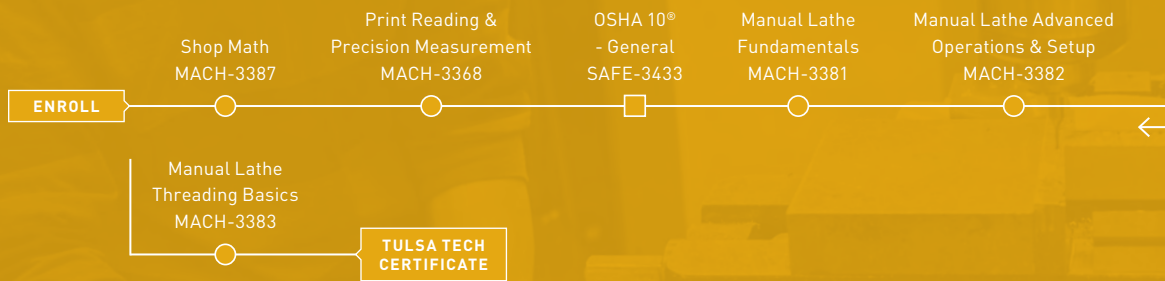 Shop Math
MACH-3387
Print Reading &
Precision Measurement
MACH-3368
OSHA 10®
- General
SAFE-3433
Manual Lathe
Fundamentals
MACH-3381
Manual Lathe Advanced
Operations & Setup
MACH-3382
ENROLL
Manual Lathe
Threading Basics
MACH-3383
TULSA TECH
CERTIFICATE